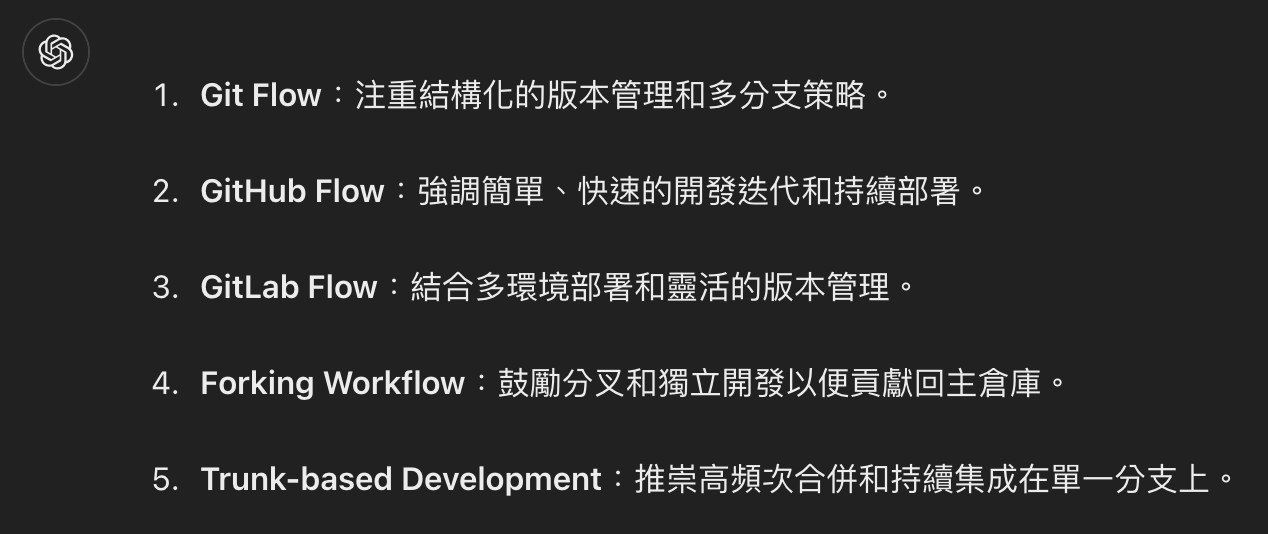 1. Git Flow：注重結構化的版本管理和多分支策略。
2. GitHub Flow：強調簡單、快速的開發迭代和持續部署。
3. GitLab Flow：結合多環境部署和靈活的版本管理。
4. Forking Workflow：鼓勵分叉和獨立開發以便貢獻回主倉庫。
5. Trunk-based Development：推崇高頻次合併和持續集成在單一分支上。